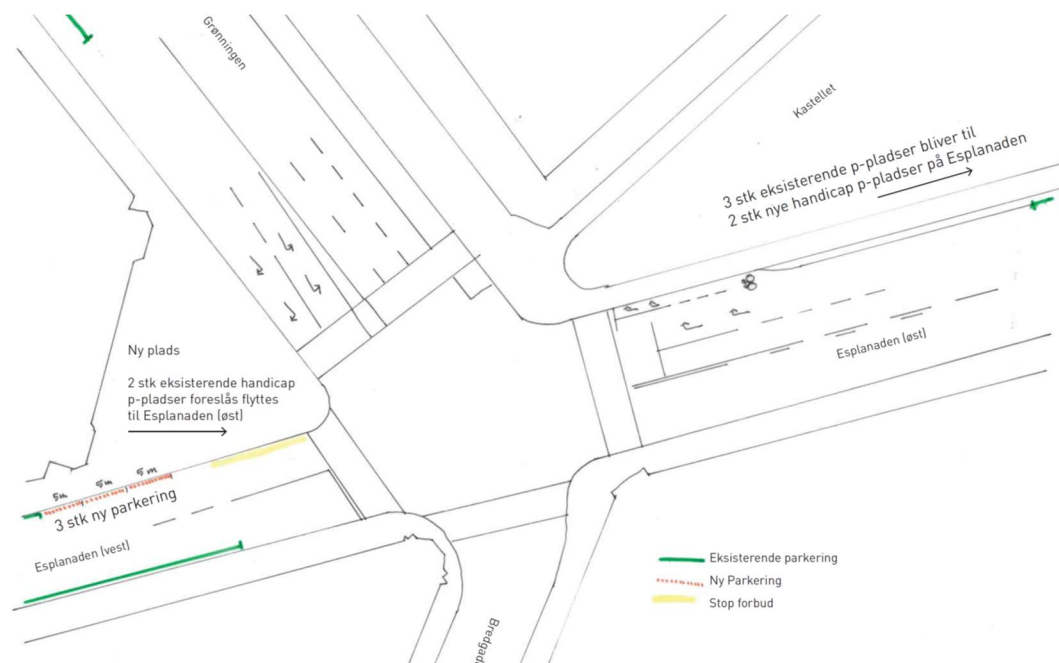 Grønningen
Kastellet
3 stk eksisterende p-pladser bliver til
2 stk nye handicap p-pladser på Esplanaden
Esplanaden (øst)
Ny plads
2 stk eksisterende handicap
p-pladser foreslås flyttes
til Esplanaden (øst)
5m 5m 5m
3 stk ny parkering
Esplanaden (vest)
Bredgad
Eksisterende parkering
Ny Parkering
Stop forbud